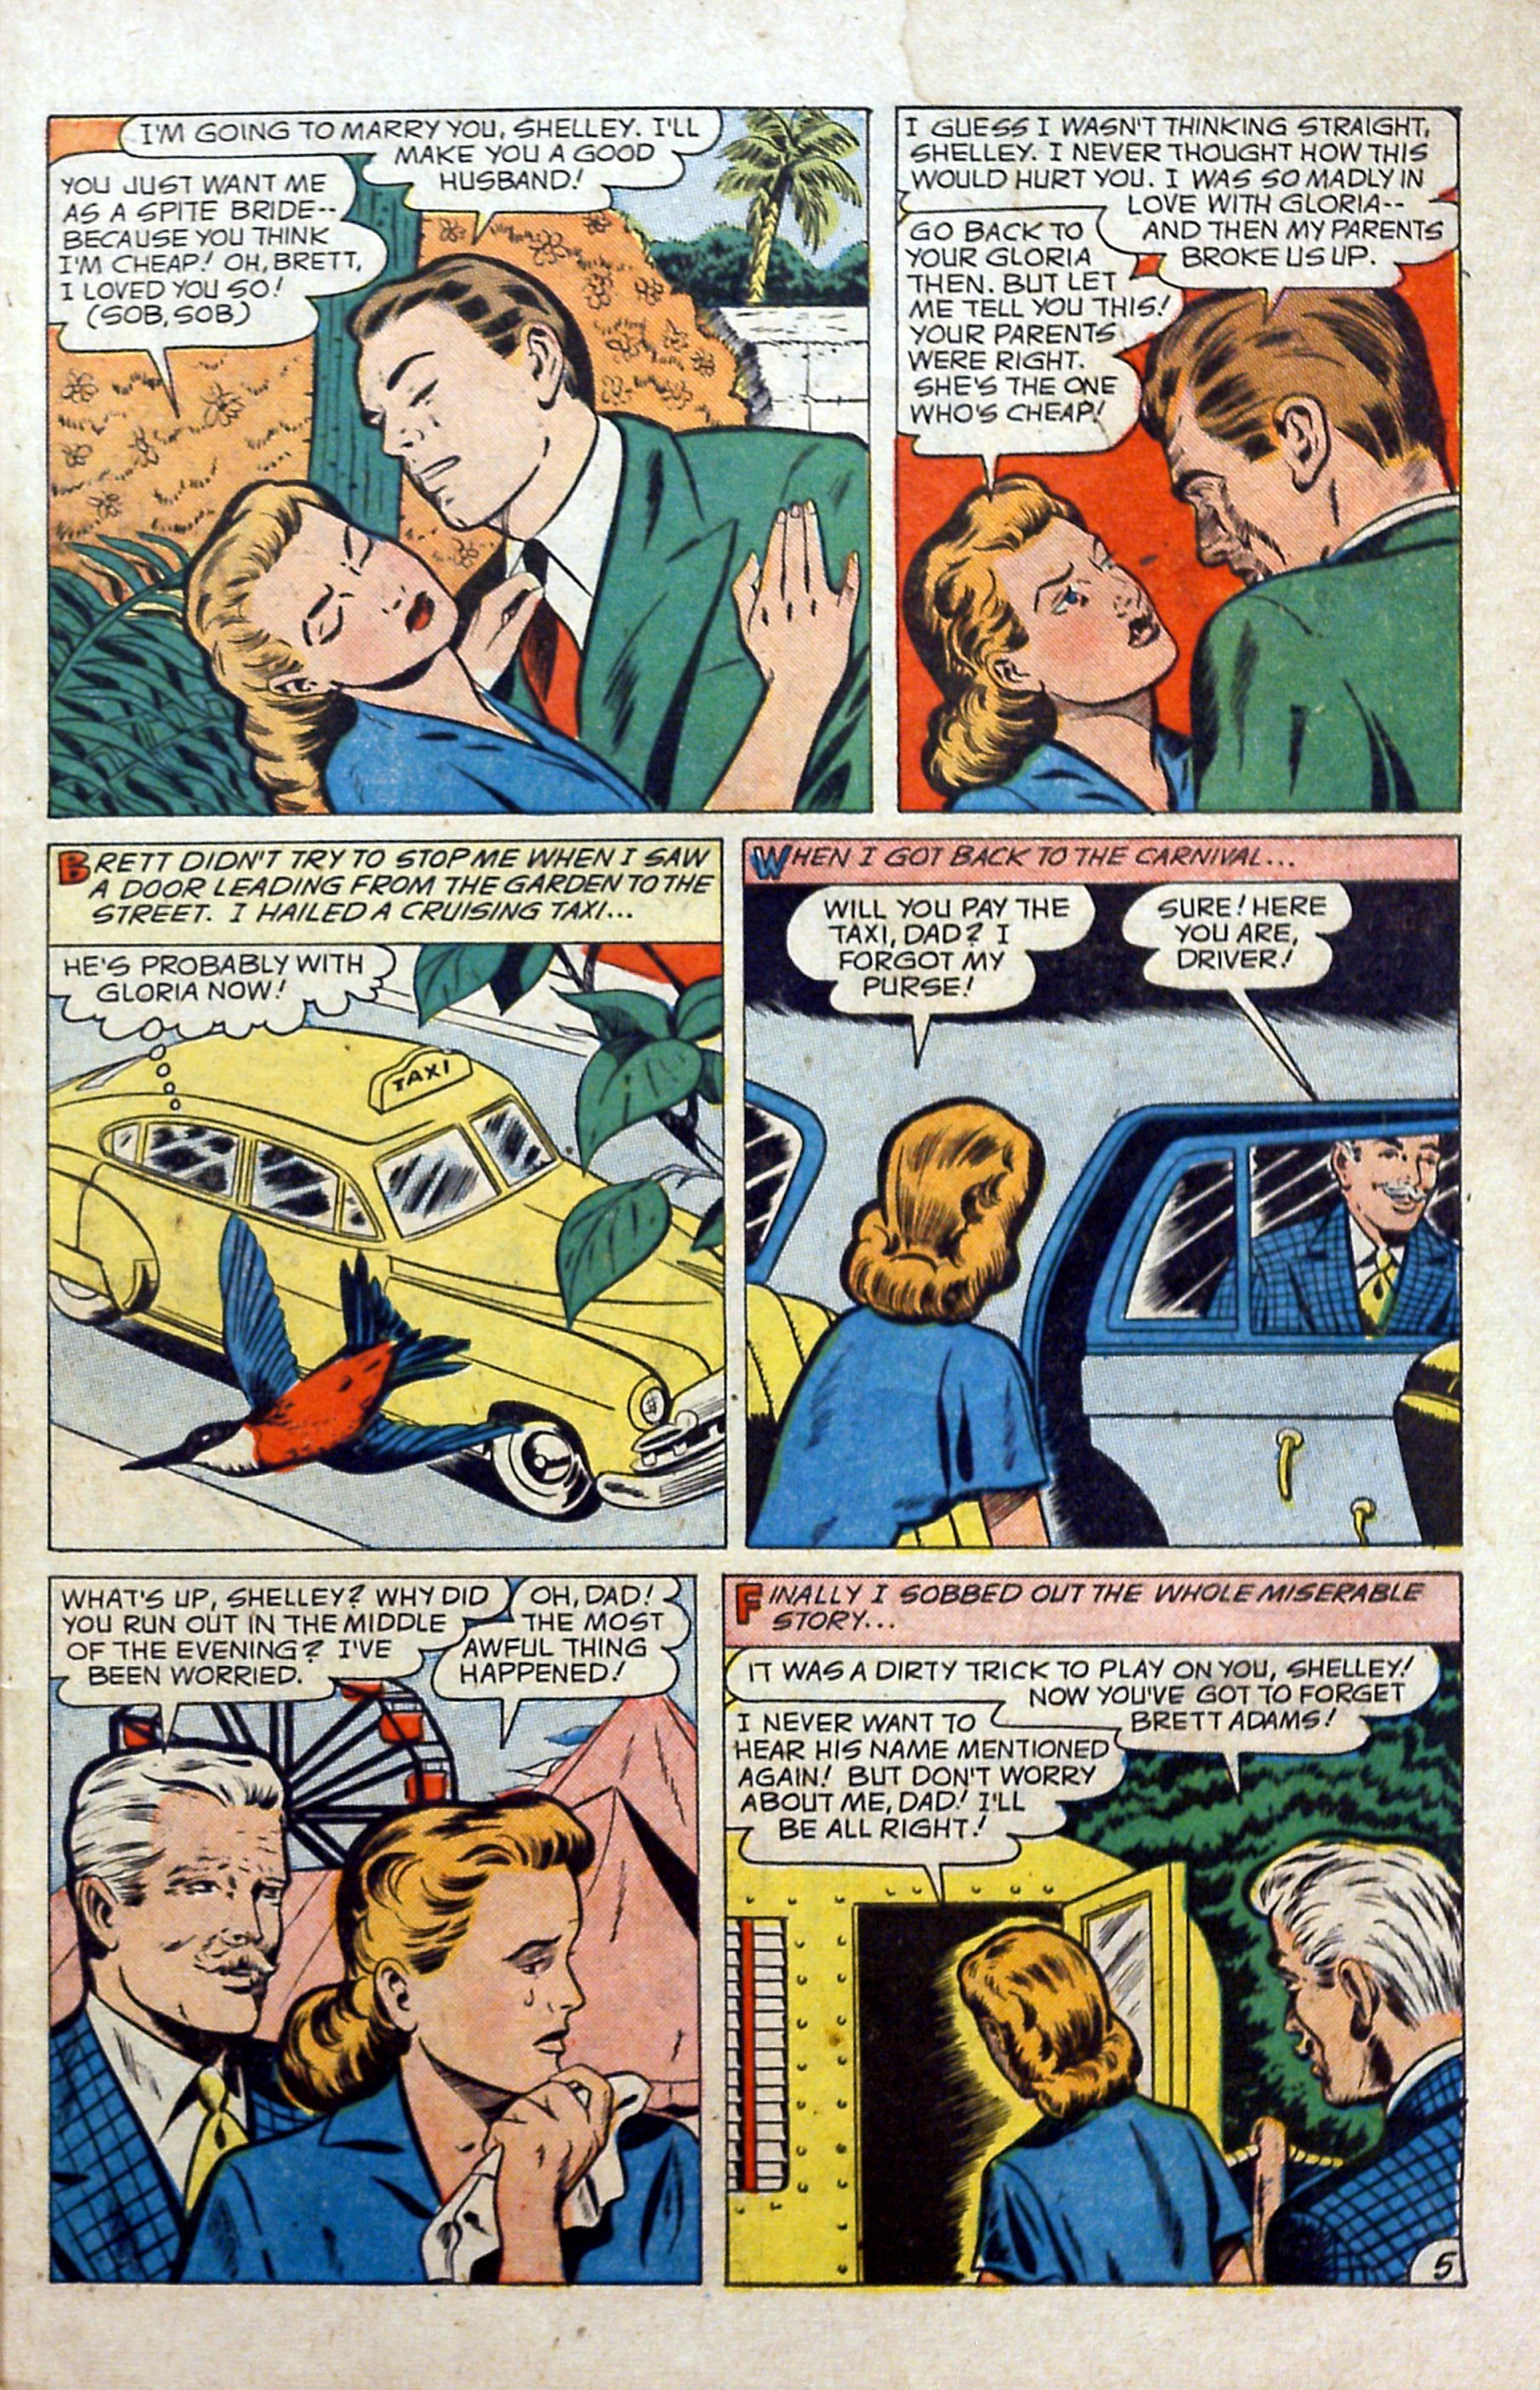 I'M GOING TO MARRY YOU, SHELLEY. I'LL
MAKE YOU A GOOD
HUSBAND!
YOU JUST WANT ME
AS A SPITE BRIDE--
BECAUSE YOU THINK
I'M CHEAP! OH, BRETT,
I LOVED YOU SO!
(SOB, SOB)
I GUESS I WASN'T THINKING STRAIGHT,
SHELLEY. I NEVER THOUGHT HOW THIS
WOULD HURT YOU. I WAS SO MADLY IN
LOVE WITH GLORIA--
AND THEN MY PARENTS
BROKE US UP.
GO BACK TO
YOUR GLORIA
THEN. BUT LET
ME TELL YOU THIS!
YOUR PARENTS
WERE RIGHT.
SHE'S THE ONE
WHO'S CHEAP!
BRETT DIDN'T TRY TO STOP ME WHEN I SAW
A DOOR LEADING FROM THE GARDEN TO THE
STREET. I HAILED A CRUISING TAXI...
HE'S PROBABLY WITH
GLORIA NOW!
TAXI
WHEN I GOT BACK TO THE CARNIVAL...
WILL YOU PAY THE
TAXI, DAD? I
FORGOT MY
PURSE!
SURE! HERE
YOU ARE,
DRIVER!
WHAT'S UP, SHELLEY? WHY DID
YOU RUN OUT IN THE MIDDLE
OF THE EVENING? I'VE
BEEN WORRIED.
OH, DAD!
THE MOST
AWFUL THING
HAPPENED!
FINALLY I SOBBED OUT THE WHOLE MISERABLE
STORY...
IT WAS A DIRTY TRICK TO PLAY ON YOU, SHELLEY!
NOW YOU'VE GOT TO FORGET
BRETT ADAMS!
I NEVER WANT TO
HEAR HIS NAME MENTIONED
AGAIN! BUT DON'T WORRY
ABOUT ME, DAD! I'LL
BE ALL RIGHT!
5